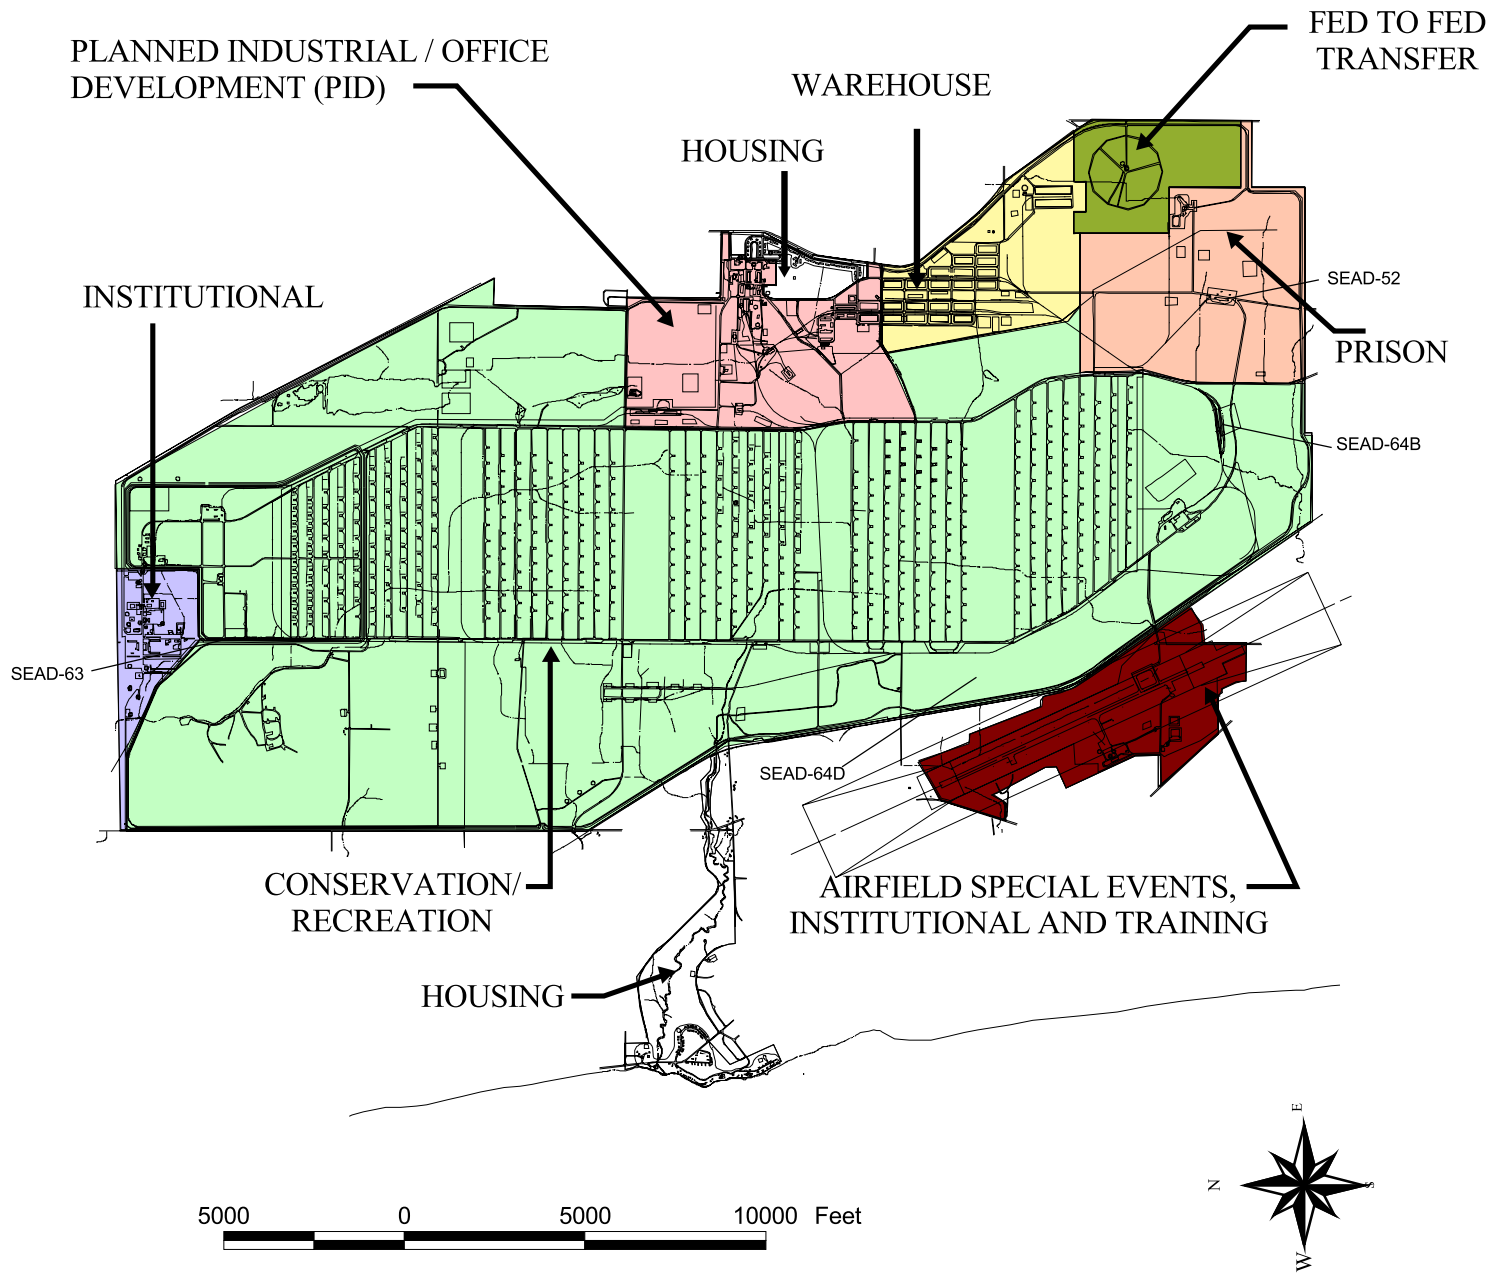 FED TO FED
TRANSFER
PLANNED INDUSTRIAL / OFFICE
DEVELOPMENT (PID)
WAREHOUSE
HOUSING
SEAD-52
INSTITUTIONAL
PRISON
SEAD-64B
SEAD-63
SEAD-64D
CONSERVATION/
RECREATION
AIRFIELD SPECIAL EVENTS,
INSTITUTIONAL AND TRAINING
HOUSING
E
N
S
W
5000 0 5000 10000 Feet